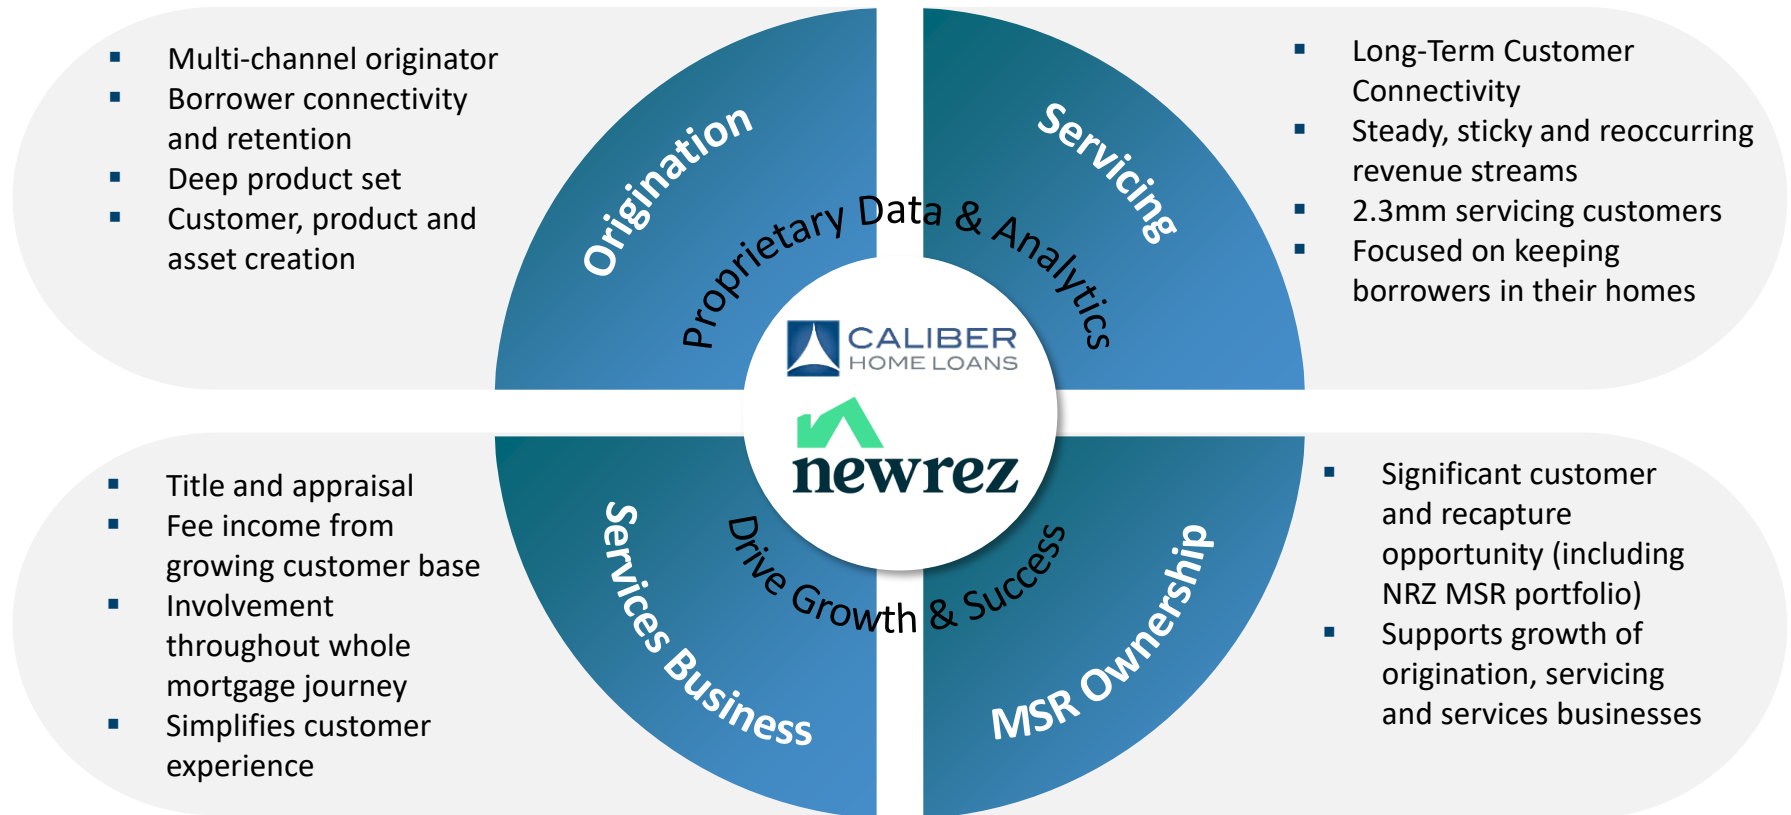 ▪ Multi-channel originator
▪ Borrower connectivity
and retention
▪ Deep product set
▪ Customer, product and
asset creation
Origination
Servicing
▪ Long-Term Customer
Connectivity
▪ Steady, sticky and reoccurring
revenue streams
▪ 2.3mm servicing customers
▪ Focused on keeping
borrowers in their homes
Proprietary Data & Analytics
CALIBER
HOME LOANS
newrez
Drive Growth & Success
▪ Title and appraisal
▪ Fee income from
growing customer base
▪ Involvement
throughout whole
mortgage journey
▪ Simplifies customer
experience
Services Business
MSR Ownership
▪ Significant customer
and recapture
opportunity (including
NRZ MSR portfolio)
▪ Supports growth of
origination, servicing
and services businesses